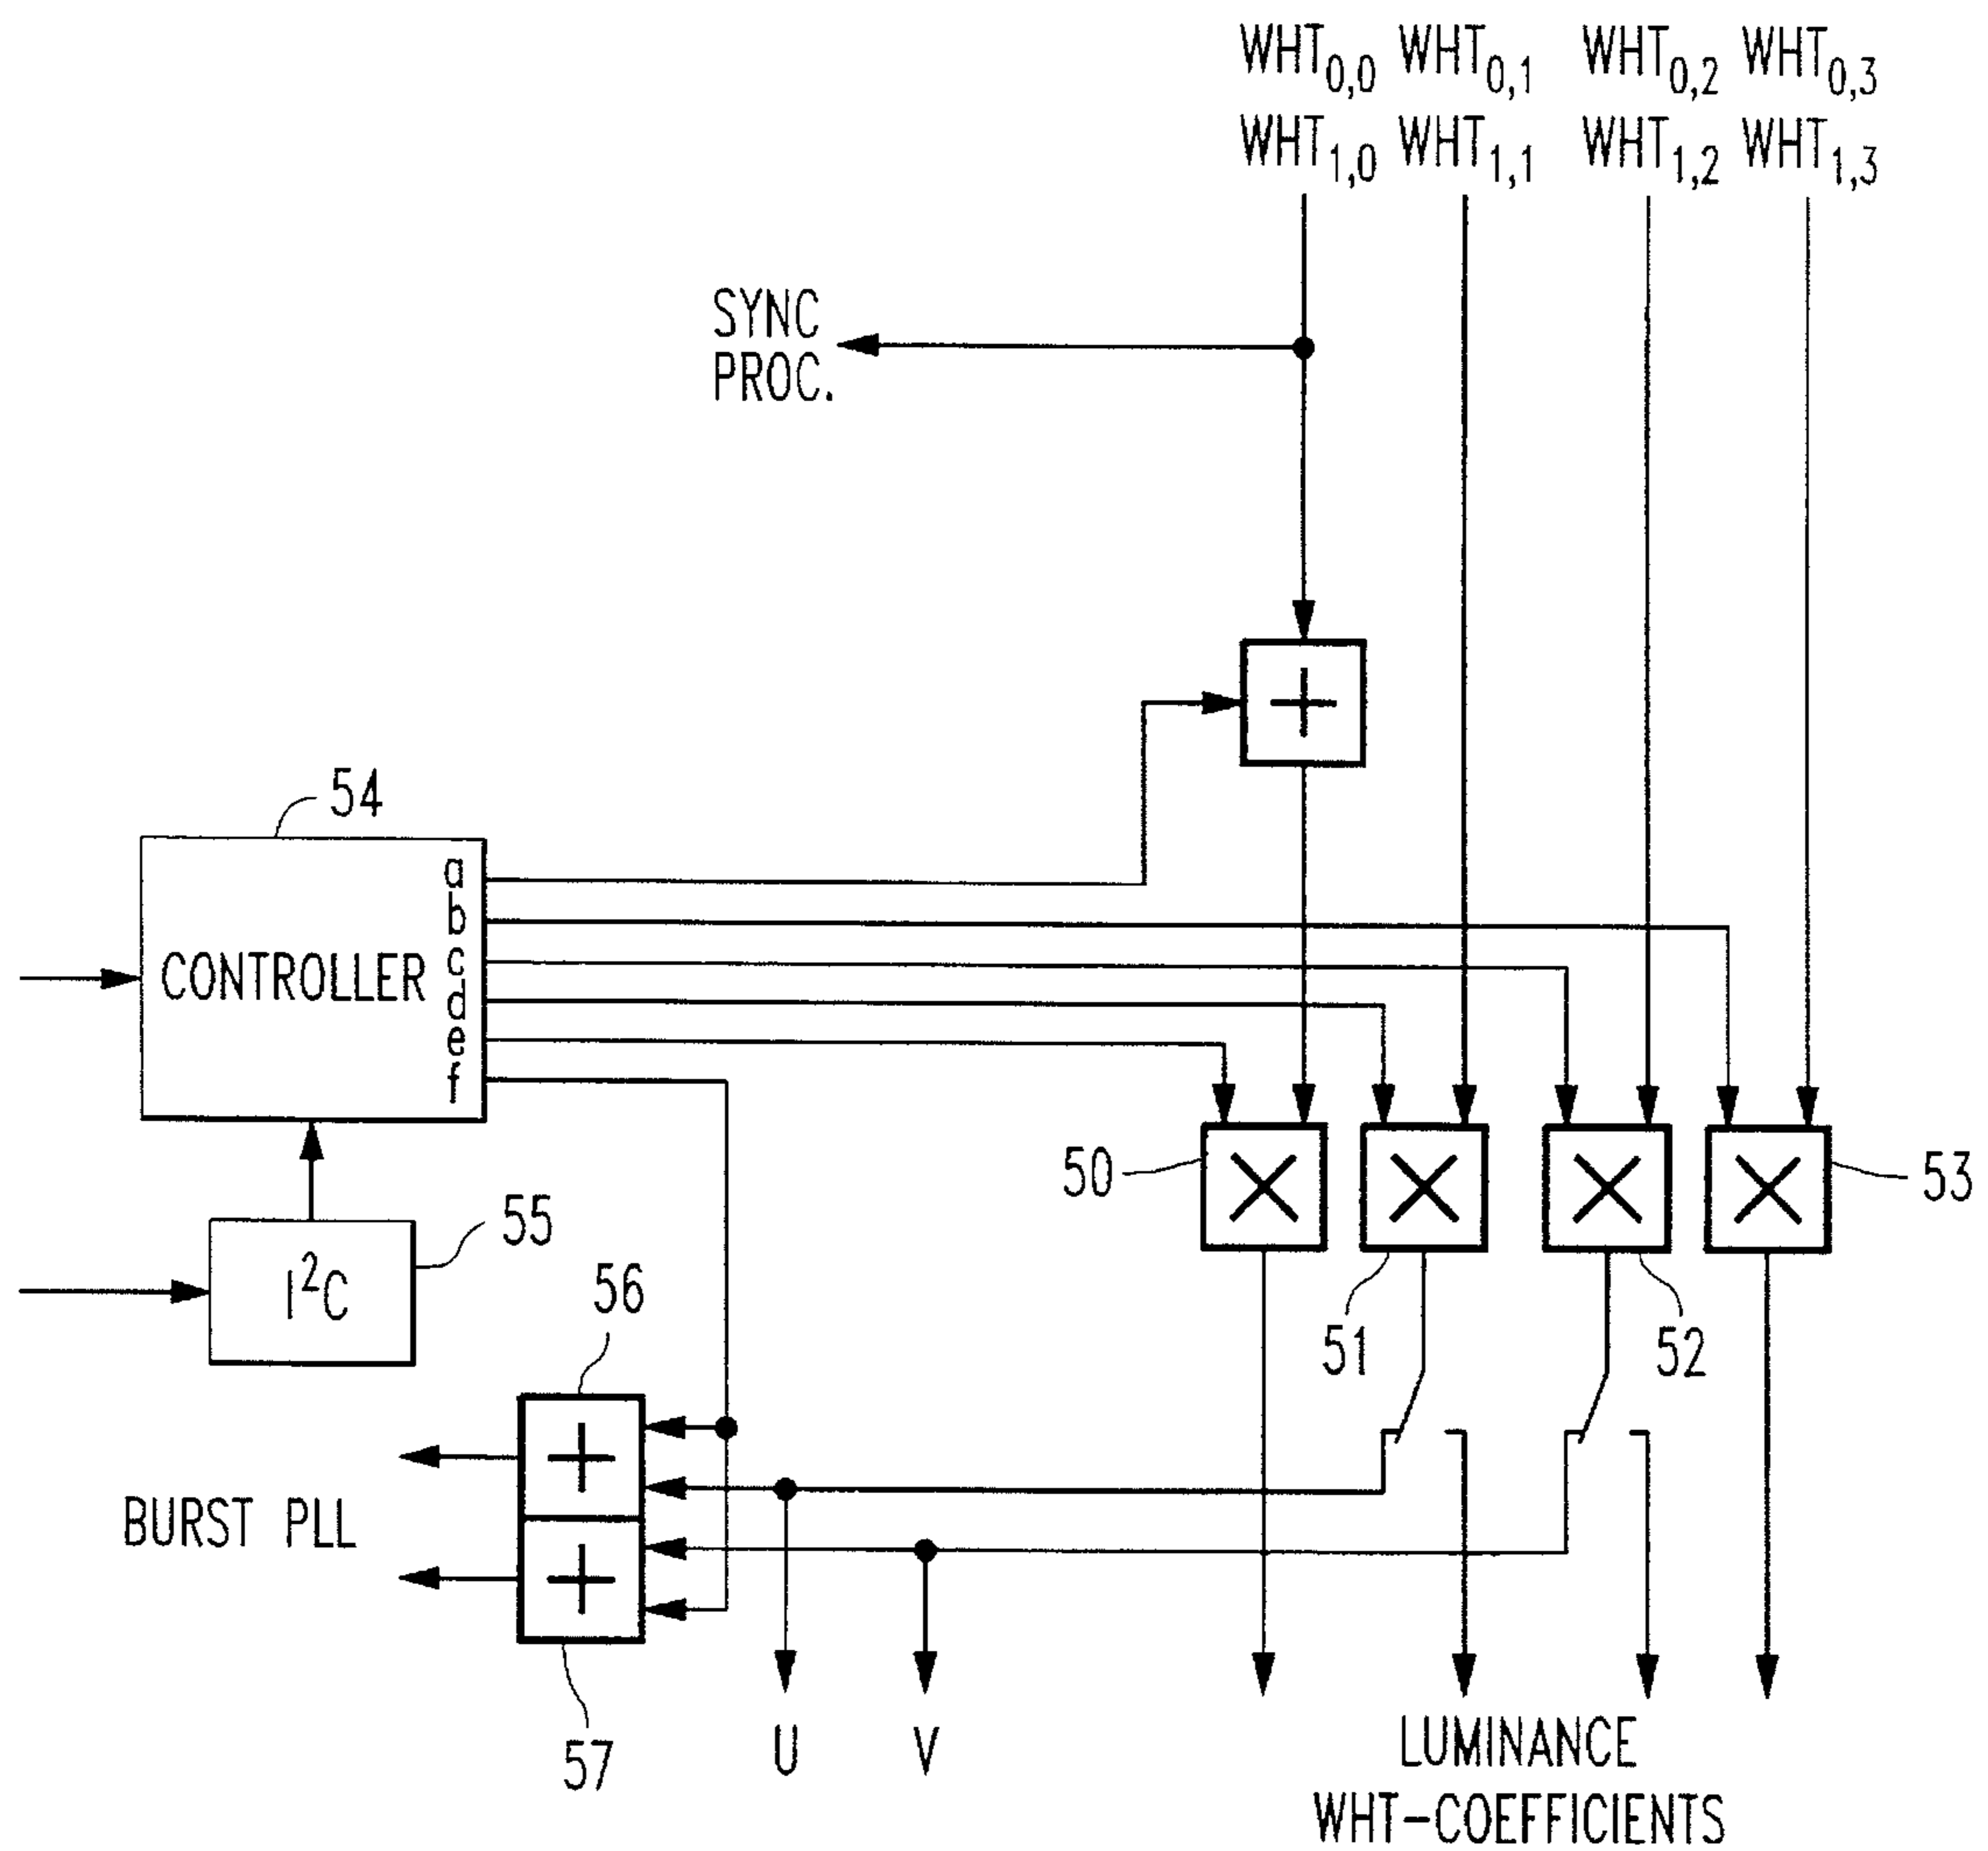 WHT0,0 WHT0,1 WHT0,2 WHT0,3
WHT1,0 WHT1,1 WHT1,2 WHT1,3
SYNC
PROC.
54
a
b
CONTROLLER c
d
e
f
50
53
55
I²C
56
51
52
BURST PLL
57
U
V
LUMINANCE
WHT-COEFFICIENTS